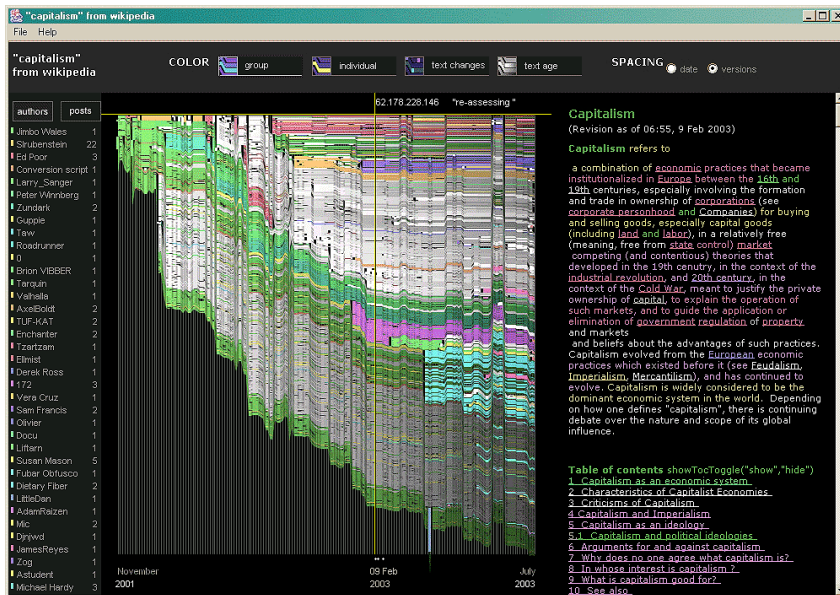 "capitalism" from wikipedia
File Help
"capitalism"
from wikipedia
COLOR group individual text changes text age SPACING date versions
authors posts
Jimbo Wales 1
Slrubenstein 22
Ed Poor 3
Conversion script 1
Larry_Sanger 1
Peter Winnberg 1
Zundark 2
Guppie 1
Taw 1
Roadrunner 1
0 1
Brion VIBBER 1
Tarquin 1
Valhalla 1
AxelBoldt 2
TUF-KAT 2
Enchanter 2
Tzartzam 1
Ellmist 1
Derek Ross 1
172 3
Vera Cruz 1
Sam Francis 2
Olivier 1
Docu 1
Liftarn 1
Susan Mason 5
Fubar Obfusco 1
Dietary Fiber 2
LittleDan 1
AdamRaizen 1
Mic 2
Djnjwd 1
JamesReyes 1
Zog 1
Astudent 1
Michael Hardy 3
62.178.228.146 "re-assessing "
November
2001
09 Feb
2003
July
2003
Capitalism
(Revision as of 06:55, 9 Feb 2003)
Capitalism refers to
a combination of economic practices that became
institutionalized in Europe between the 16th and
19th centuries, especially involving the formation
and trade in ownership of corporations (see
corporate personhood and Companies) for buying
and selling goods, especially capital goods
(including land and labor), in a relatively free
(meaning, free from state control) market
competing (and contentious) theories that
developed in the 19th cenutry, in the context of the
industrial revolution, and 20th century, in the
context of the Cold War, meant to justify the private
ownership of capital, to explain the operation of
such markets, and to guide the application or
elimination of government regulation of property
and markets
and beliefs about the advantages of such practices.
Capitalism evolved from the European economic
practices which existed before it (see Feudalism,
Imperialism, Mercantilism), and has continued to
evolve. Capitalism is widely considered to be the
dominant economic system in the world. Depending
on how one defines "capitalism", there is continuing
debate over the nature and scope of its global
influence.
Table of contents showTocToggle("show","hide")
1 Capitalism as an economic system
2 Characteristics of Capitalist Economies
3 Criticisms of Capitalism
4 Capitalism and Imperialism
5 Capitalism as an ideology
5.1 Capitalism and political ideologies
6 Arguments for and against capitalism
7 Why does no one agree what capitalism is?
8 In whose interest is capitalism ?
9 What is capitalism good for?
10 See also